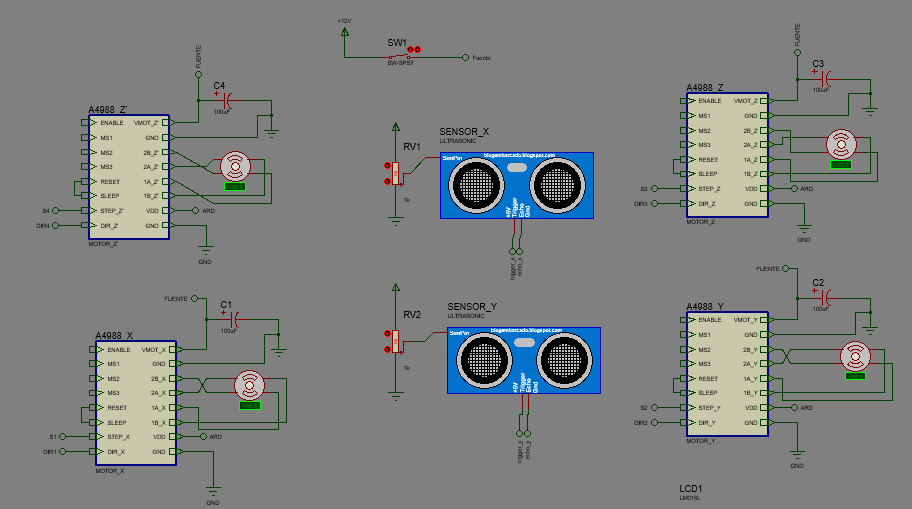 +12V
SW1
SW-SPST
Fuente
FUENTE
C4
100uF
A4988_Z'
ENABLE
MS1
MS2
MS3
RESET
SLEEP
STEP_Z'
DIR_Z'
VMOT_Z'
GND
2B_Z'
2A_Z'
1A_Z'
1B_Z'
VDD
GND
S4
DIR4
ARD
GND
MOTOR_Z'
RV1
1k
SENSOR_X
ULTRASONIC
SimPin
blogembarcado.blogspot.com
+5V
Trigger
Echo
Gnd
trigger_x
echo_x
FUENTE
C3
100uF
A4988_Z
ENABLE
MS1
MS2
MS3
RESET
SLEEP
STEP_Z
DIR_Z
VMOT_Z
GND
2B_Z
2A_Z
1A_Z
1B_Z
VDD
GND
S3
DIR3
ARD
GND
MOTOR_Z
FUENTE
C1
100uF
A4988_X
ENABLE
MS1
MS2
MS3
RESET
SLEEP
STEP_X
DIR_X
VMOT_X
GND
2B_X
2A_X
1A_X
1B_X
VDD
GND
S1
DIR1
ARD
GND
MOTOR_X
RV2
1k
SENSOR_Y
ULTRASONIC
SimPin
blogembarcado.blogspot.com
+5V
Trigger
Echo
Gnd
trigger_y
echo_y
FUENTE
C2
100uF
A4988_Y
ENABLE
MS1
MS2
MS3
RESET
SLEEP
STEP_Y
DIR_Y
VMOT_Y
GND
2B_Y
2A_Y
1A_Y
1B_Y
VDD
GND
S2
DIR2
ARD
GND
MOTOR_Y
LCD1
LM016L